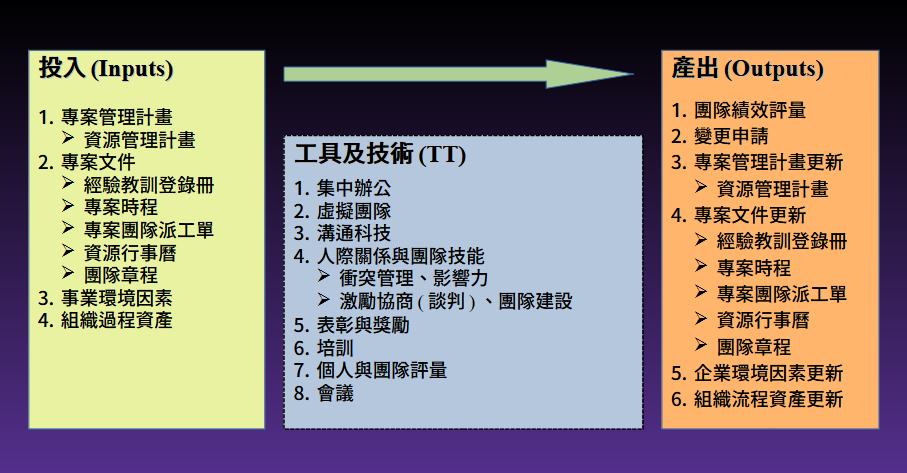 投入 (Inputs)
1. 專案管理計畫
➢ 資源管理計畫
2. 專案文件
➢ 經驗教訓登錄冊
➢ 專案時程
➢ 專案團隊派工單
➢ 資源行事曆
➢ 團隊章程
3. 事業環境因素
4. 組織過程資產
工具及技術 (TT)
1. 集中辦公
2. 虛擬團隊
3. 溝通科技
4. 人際關係與團隊技能
➢ 衝突管理、影響力
➢ 激勵協商 ( 談判 ) 、團隊建設
5. 表彰與獎勵
6. 培訓
7. 個人與團隊評量
8. 會議
產出 (Outputs)
1. 團隊績效評量
2. 變更申請
3. 專案管理計畫更新
➢ 資源管理計畫
4. 專案文件更新
➢ 經驗教訓登錄冊
➢ 專案時程
➢ 專案團隊派工單
➢ 資源行事曆
➢ 團隊章程
5. 企業環境因素更新
6. 組織流程資產更新